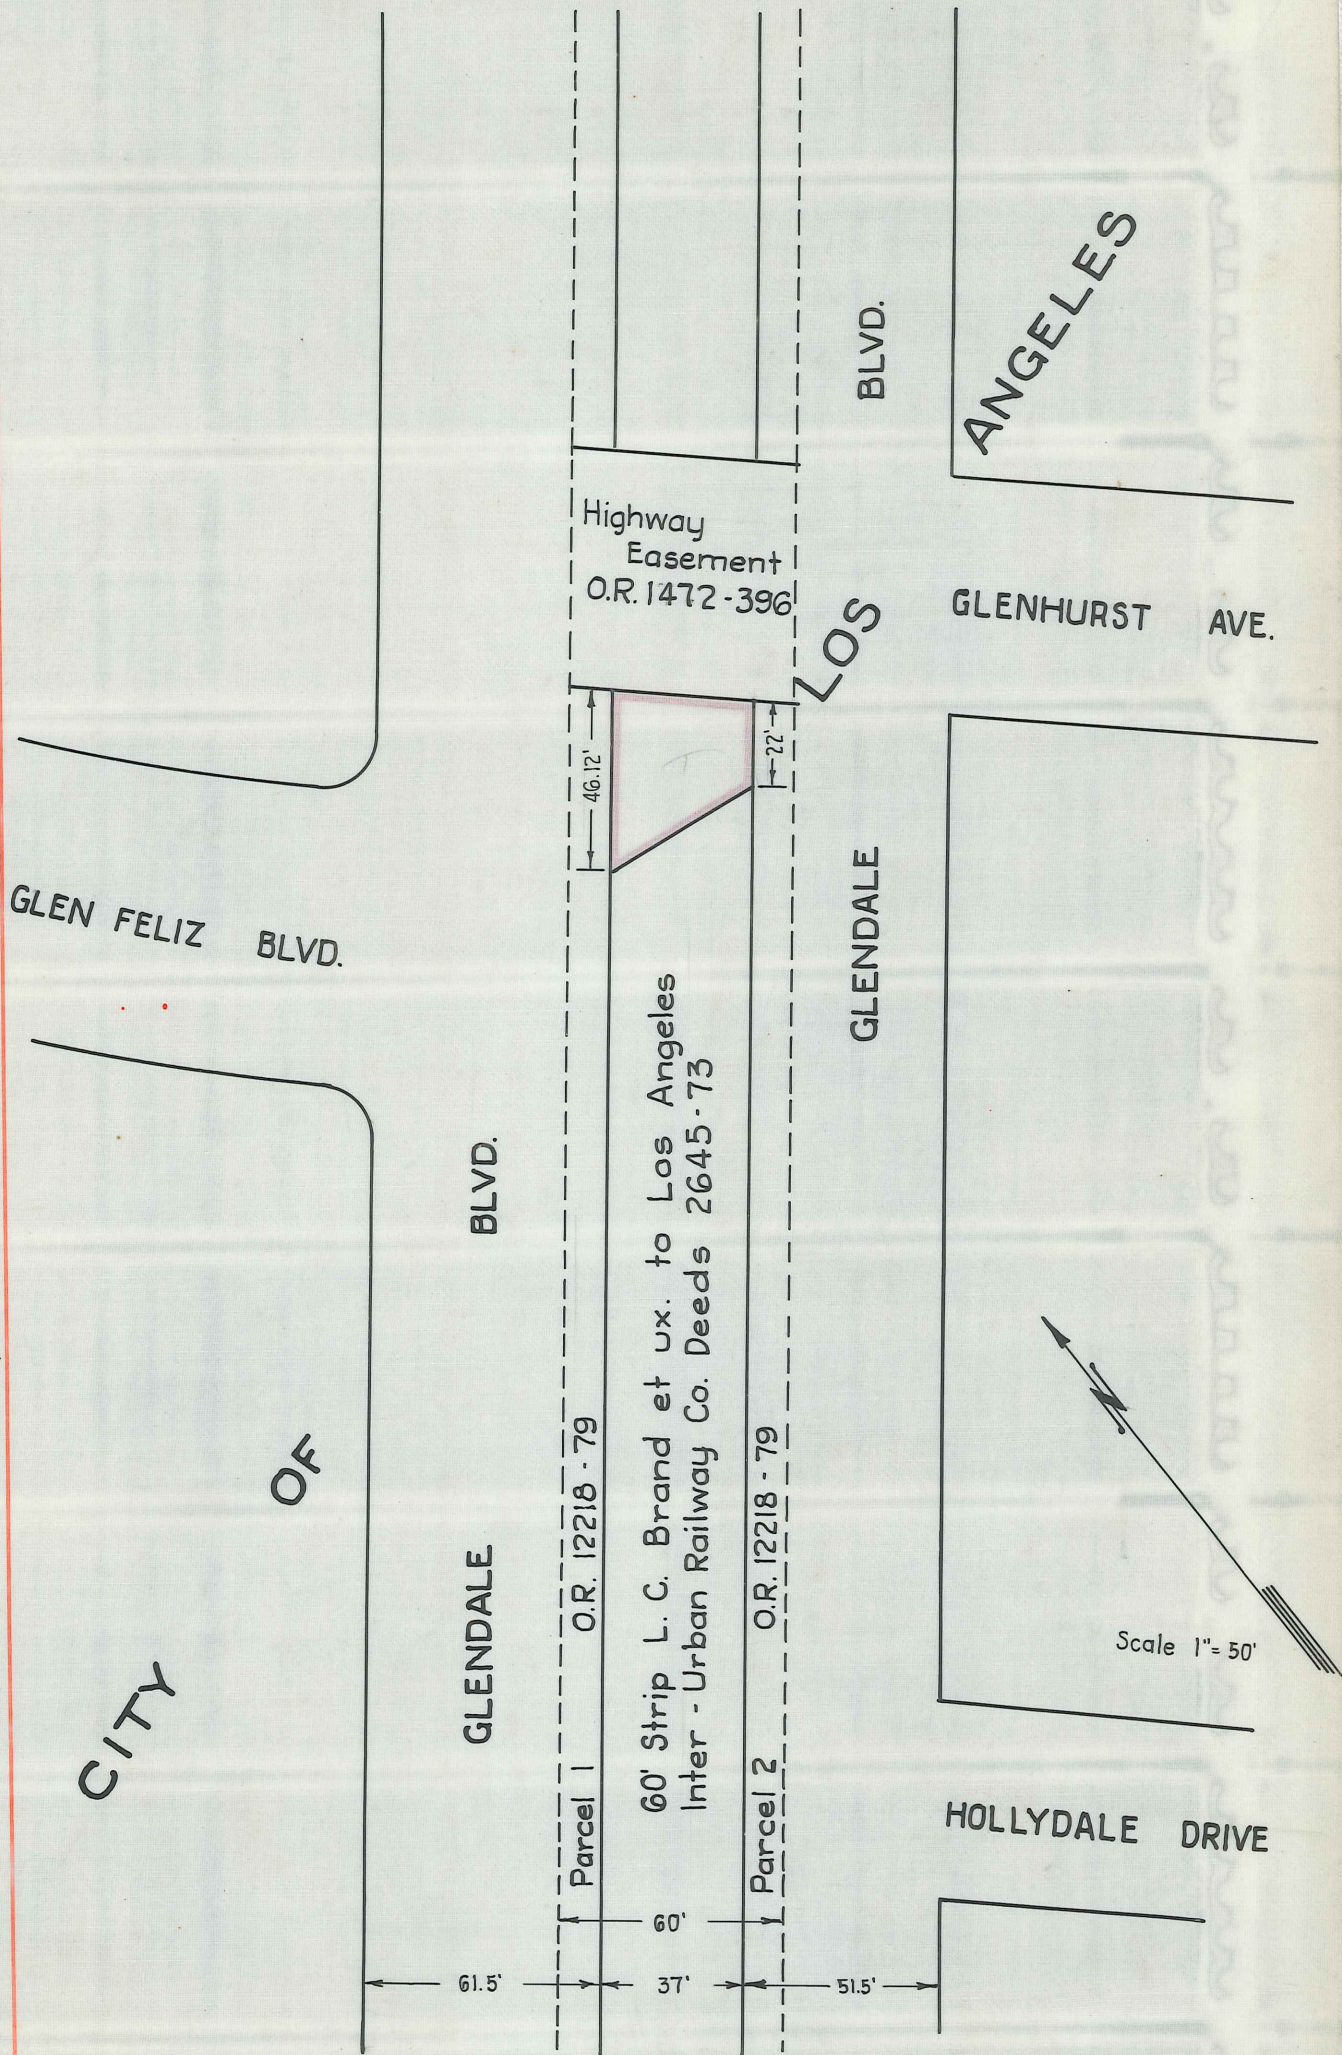 BLVD.
ANGELES
Highway
Easement
O.R. 1472-396
LOS
GLENHURST AVE.
46.12'
22'
GLEN FELIZ BLVD.
GLENDALE
BLVD.
GLENDALE
OF
CITY
Parcel 1 O.R. 12218-79
60' Strip L. C. Brand et ux. to Los Angeles
Inter-Urban Railway Co. Deeds 2645-73
Parcel 2 O.R. 12218-79
N
Scale 1"=50'
HOLLYDALE DRIVE
60'
61.5' 37' 51.5'